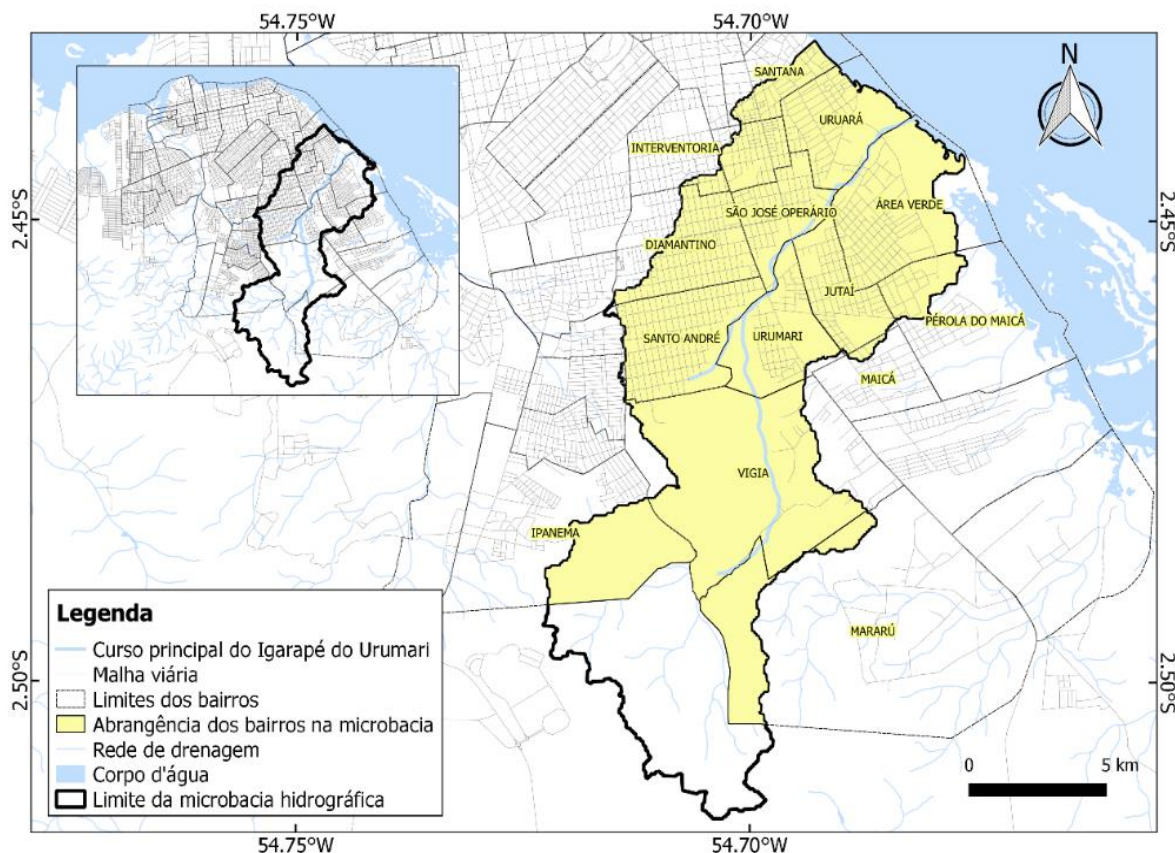 54.75°W
54.70°W
N
SANTANA
URUARÁ
INTERVENTORIA
2.45°S
2.45°S
ÁREA VERDE
SÃO JOSÉ OPERÁRIO
DIAMANTINO
JUTAÍ
PÉROLA DO MAICÁ
SANTO ANDRÉ
URUMARI
MAICÁ
VIGIA
IPANEMA
Legenda
Curso principal do Igarapé do Urumari
Malha viária
Limites dos bairros
Abrangência dos bairros na microbacia
Rede de drenagem
Corpo d'água
Limite da microbacia hidrográfica
MARARÚ
2.50°S
2.50°S
0
5 km
54.75°W
54.70°W